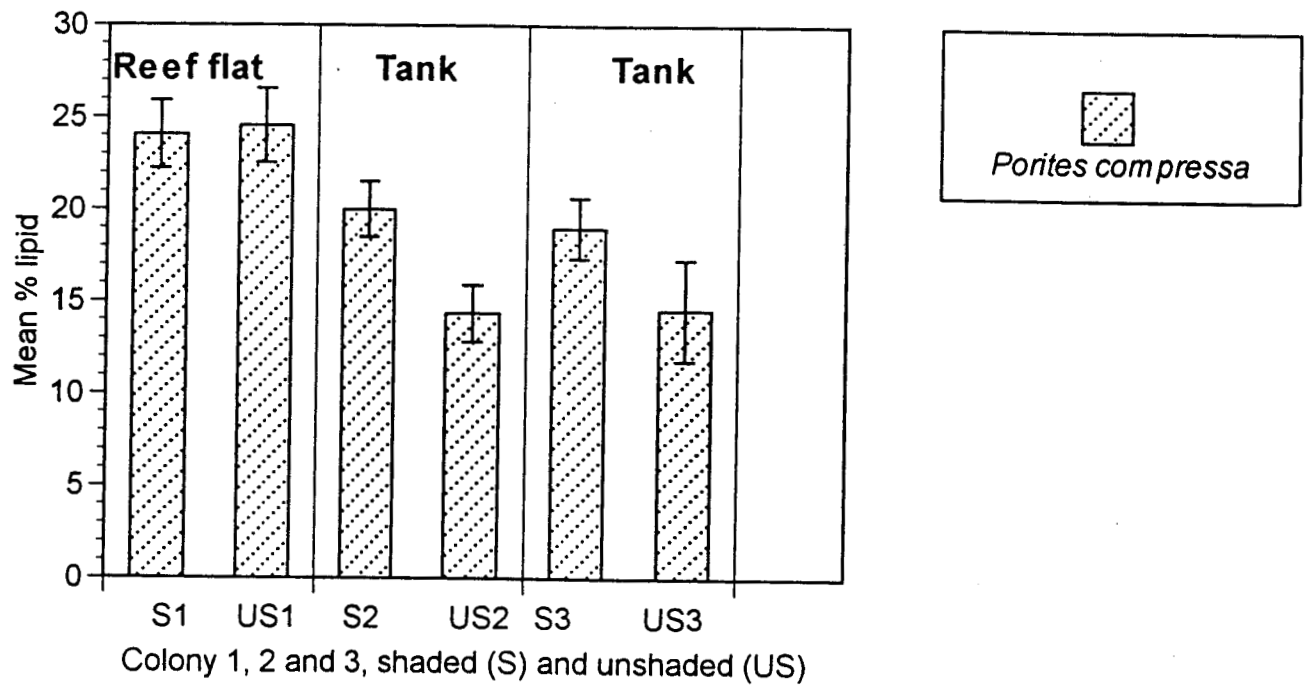 30
25
20
15
10
5
0
Mean % lipid
Reef flat
Tank
Tank
S1 US1 S2 US2 S3 US3
Colony 1, 2 and 3, shaded (S) and unshaded (US)
Porites compressa